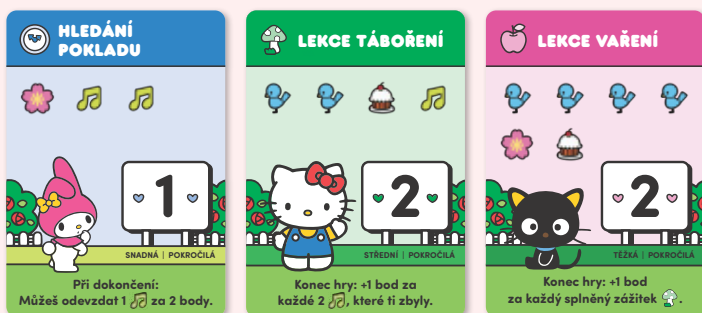 HLEDÁNÍ
POKLADU
1
SNADNÁ | POKROČILÁ
Při dokončení:
Můžeš odevzdat 1 za 2 body.
LEKCE TÁBOŘENÍ
2
STŘEDNÍ | POKROČILÁ
Konec hry: +1 bod za
každé 2 , které ti zbyly.
LEKCE VAŘENÍ
2
TĚŽKÁ | POKROČILÁ
Konec hry: +1 bod
za každý splněný zážitek .